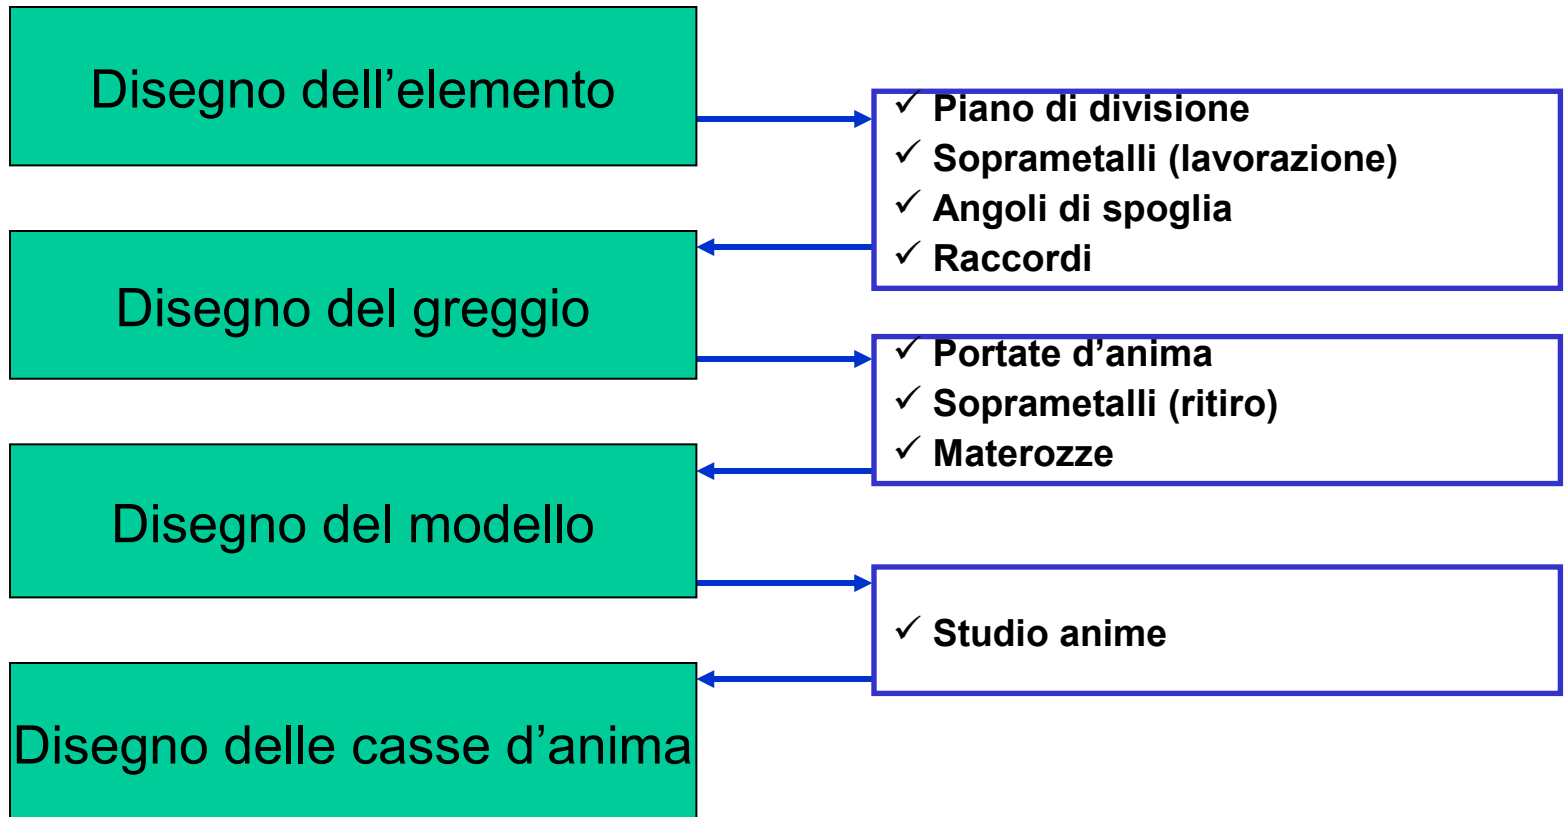 Disegno dell’elemento
✓ Piano di divisione
✓ Soprametalli (lavorazione)
✓ Angoli di spoglia
✓ Raccordi
Disegno del greggio
✓ Portate d’anima
✓ Soprametalli (ritiro)
✓ Materozze
Disegno del modello
✓ Studio anime
Disegno delle casse d’anima